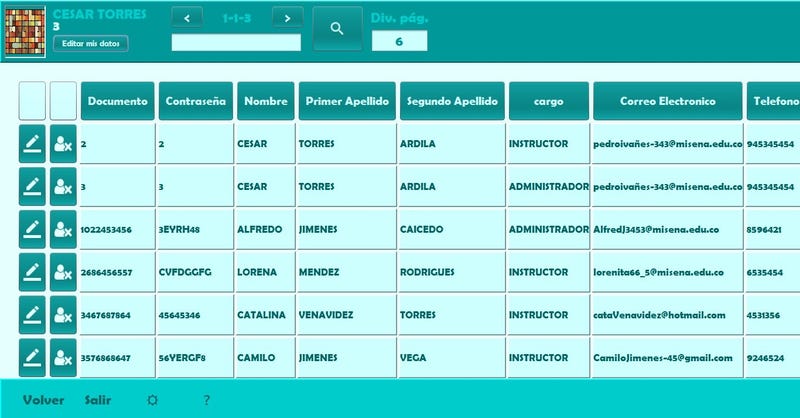 CESAR TORRES
3
Editar mis datos
< 1-1-3 >
Div. pág.
6
Documento Contraseña Nombre Primer Apellido Segundo Apellido cargo Correo Electronico Telefono
2 2 CESAR TORRES ARDILA INSTRUCTOR pedroivañes-343@misena.edu.co 945345454
3 3 CESAR TORRES ARDILA ADMINISTRADOR pedroivañes-343@misena.edu.co 945345454
1022453456 3EYRH48 ALFREDO JIMENES CAICEDO ADMINISTRADOR AlfredJ3453@misena.edu.co 8596421
2686456557 CVFDGGFG LORENA MENDEZ RODRIGUES INSTRUCTOR lorenita66_5@misena.edu.co 6535454
3467687864 45645346 CATALINA VENAVIDEZ TORRES INSTRUCTOR cataVenavidez@hotmail.com 4531356
3576868647 56YERGF8 CAMILO JIMENES VEGA INSTRUCTOR CamiloJimenes-45@gmail.com 9246524
Volver Salir ?